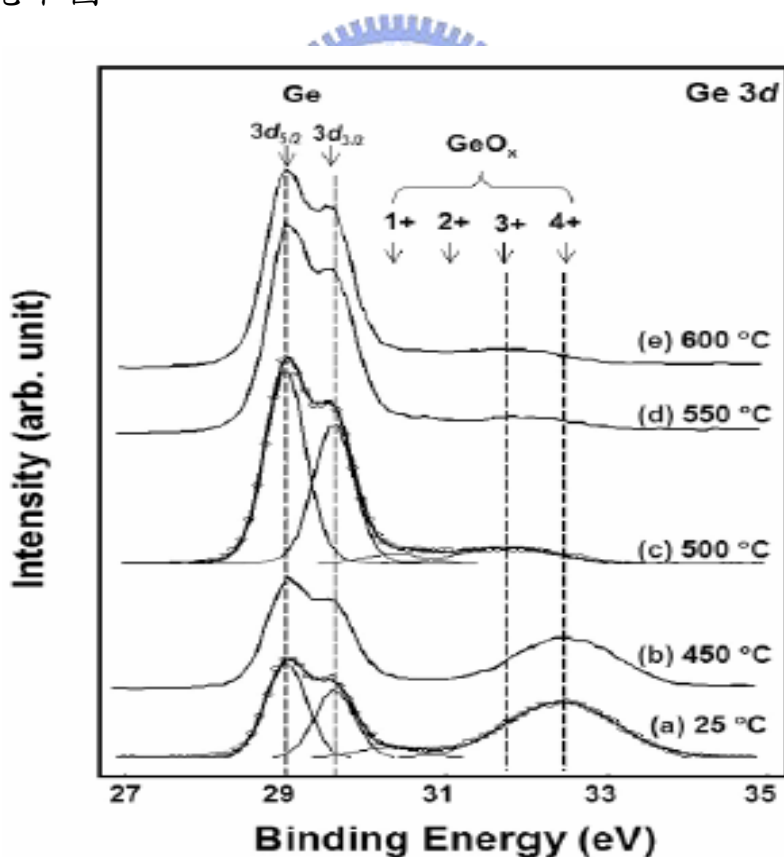 Ge
Ge 3d
3d5/2
3d3/2
GeOx
1+ 2+ 3+ 4+
(e) 600 °C
(d) 550 °C
(c) 500 °C
(b) 450 °C
(a) 25 °C
Intensity (arb. unit)
27 29 31 33 35
Binding Energy (eV)